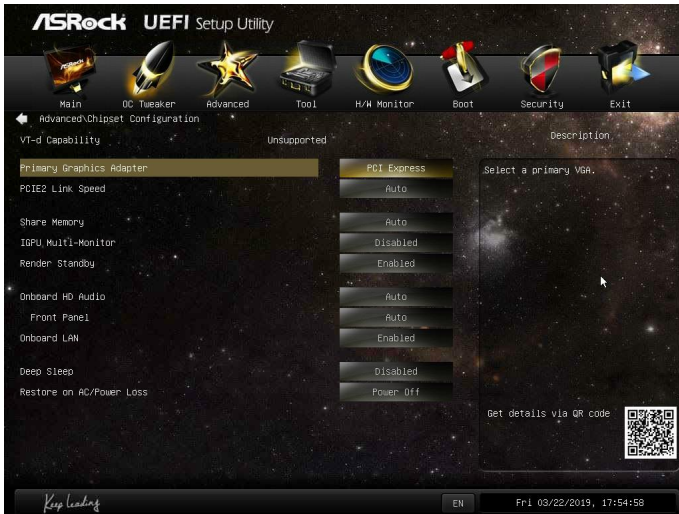 ASRock UEFI Setup Utility
ASRock
Main OC Tweaker Advanced Tool H/W Monitor Boot Security Exit
Advanced\Chipset Configuration
VT-d Capability Unsupported
Description
Primary Graphics Adapter PCI Express
Select a primary VGA.
PCIE2 Link Speed Auto
Share Memory Auto
IGPU Multi-Monitor Disabled
Render Standby Enabled
Onboard HD Audio Auto
Front Panel Auto
Onboard LAN Enabled
Deep Sleep Disabled
Restore on AC/Power Loss Power Off
Get details via QR code
Keep Leading
EN
Fri 03/22/2019, 17:54:58